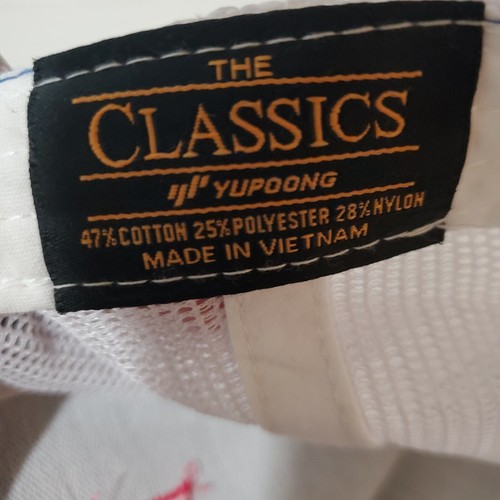 THE
CLASSICS
YUPOONG
47% COTTON 25% POLYESTER 28% NYLON
MADE IN VIETNAM